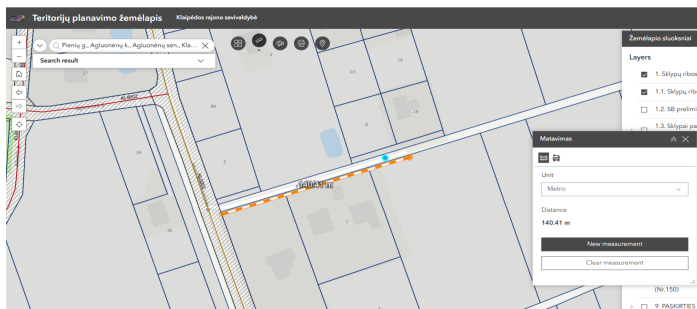 Teritorijų planavimo žemėlapis Klaipėdos rajono savivaldybė
Pienių g., Agluonėnų k., Agluonėnų sen., Kla...
Search result
Žemėlapio sluoksniai
Layers
1. Sklypų ribos
1.1. Sklypų ribo
1.2. SB prelimi
1.3. Sklypai pa
Matavimas
Unit
Metric
Distance
140.41 m
New measurement
Clear measurement
(Nr.150)
9. PASKIRTIES
140.41 m